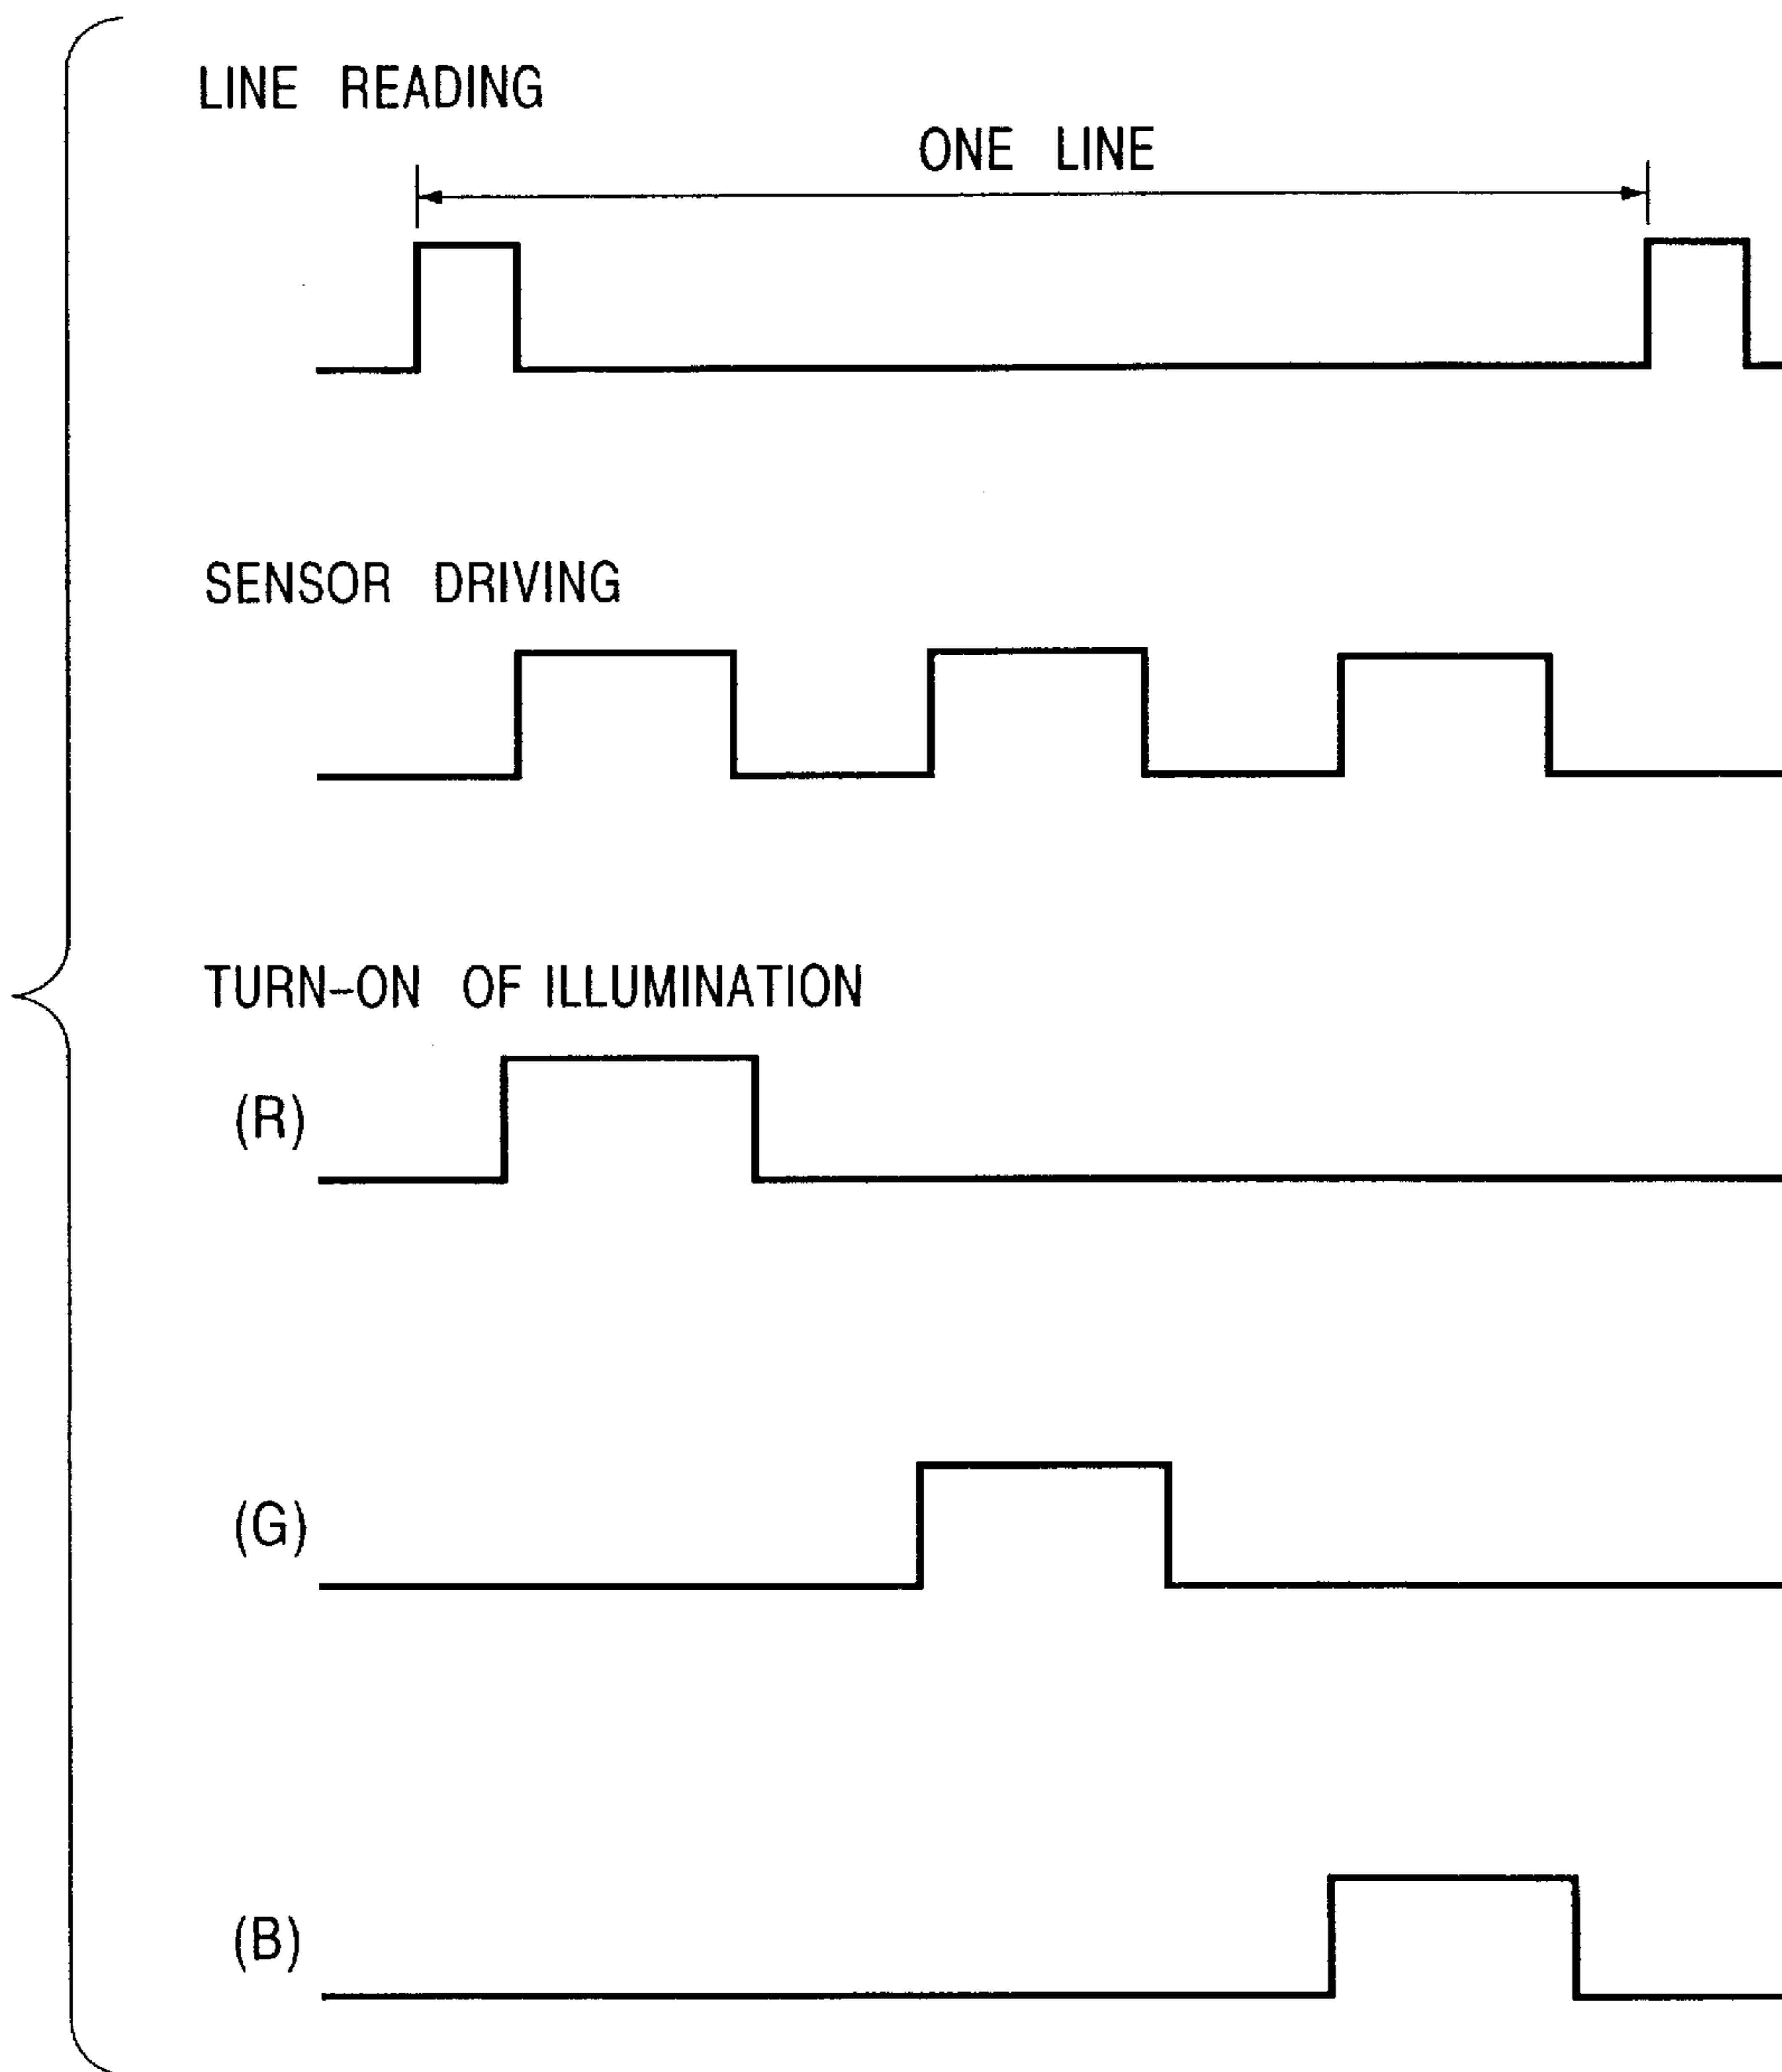 LINE READING
ONE LINE
SENSOR DRIVING
TURN-ON OF ILLUMINATION
(R)
(G)
(B)